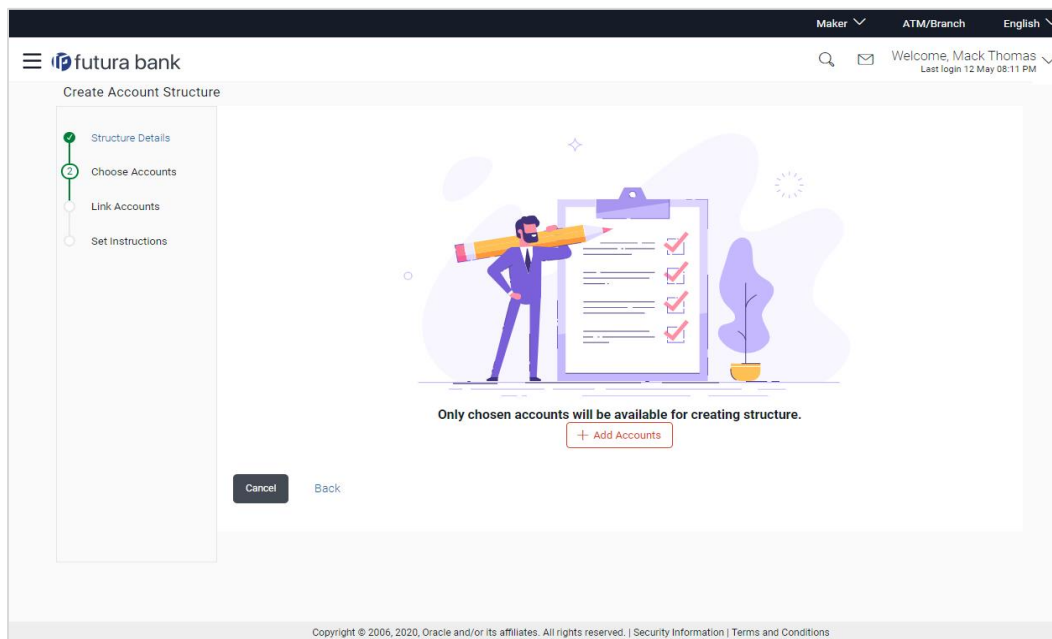 Maker ATM/Branch English
futura bank
Welcome, Mack Thomas
Last login 12 May 08:11 PM
Create Account Structure
Structure Details
2 Choose Accounts
Link Accounts
Set Instructions
Only chosen accounts will be available for creating structure.
+ Add Accounts
Cancel Back
Copyright © 2006, 2020, Oracle and/or its affiliates. All rights reserved. | Security Information | Terms and Conditions